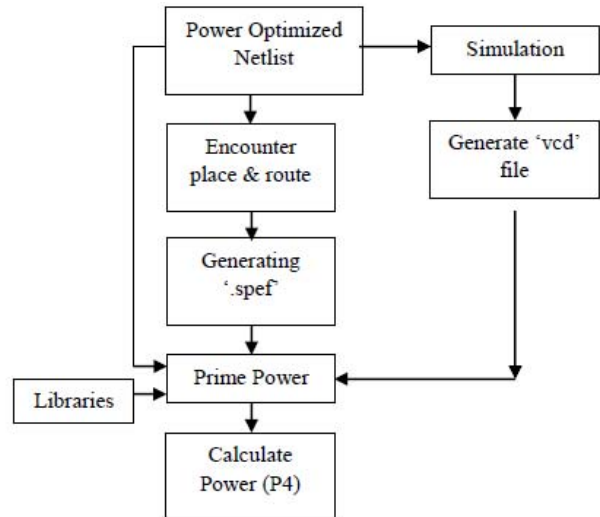 Power Optimized
Netlist
Simulation
Encounter
place & route
Generate ‘vcd’
file
Generating
‘.spef’
Prime Power
Libraries
Calculate
Power (P4)